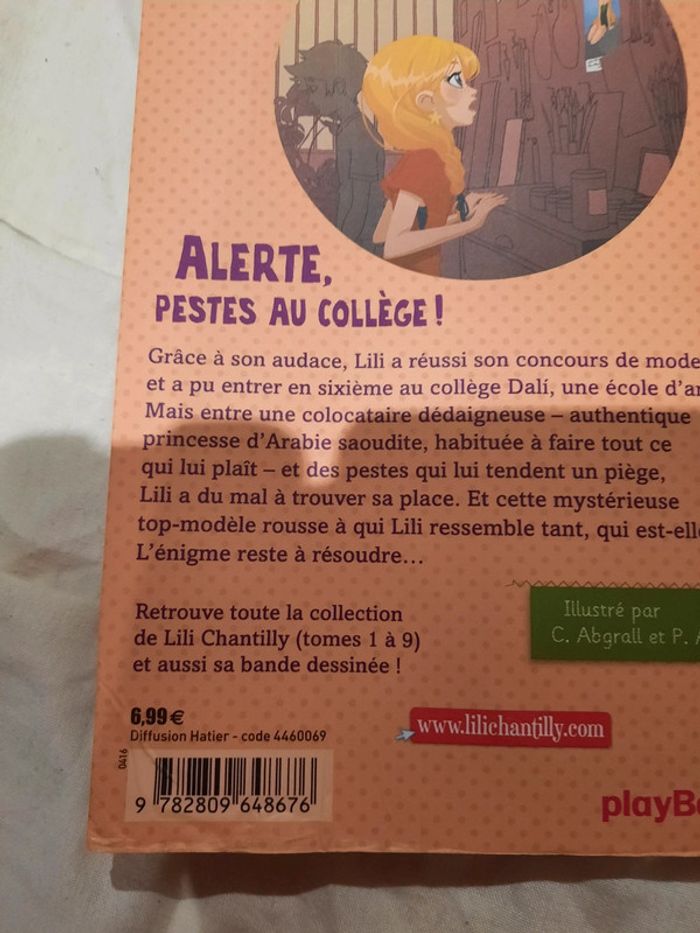 ALERTE,
PESTES AU COLLÈGE !
Grâce à son audace, Lili a réussi son concours de mode
et a pu entrer en sixième au collège Dalí, une école d'ar
Mais entre une colocataire dédaigneuse – authentique
princesse d'Arabie saoudite, habituée à faire tout ce
qui lui plaît – et des pestes qui lui tendent un piège,
Lili a du mal à trouver sa place. Et cette mystérieuse
top-modèle rousse à qui Lili ressemble tant, qui est-elle
L'énigme reste à résoudre...
Retrouve toute la collection
de Lili Chantilly (tomes 1 à 9)
et aussi sa bande dessinée !
Illustré par
C. Abgrall et P. A
6,99 €
Diffusion Hatier - code 4460069
www.lilichantilly.com
0416
9 782809 648676
playB